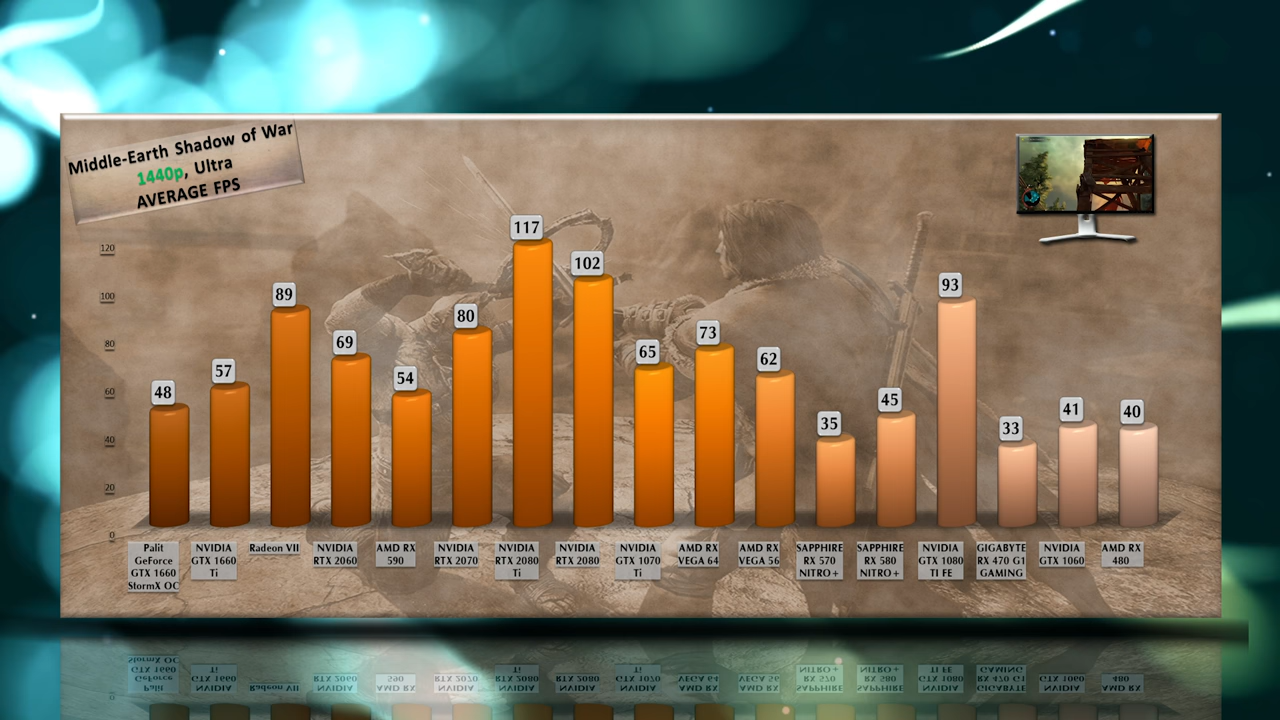 Middle-Earth Shadow of War
1440p, Ultra
AVERAGE FPS
120
100
80
60
40
20
0
48
57
89
69
54
80
117
102
65
73
62
35
45
93
33
41
40
Palit
GeForce
GTX 1660
StormX OC
NVIDIA
GTX 1660
Ti
Radeon VII
NVIDIA
RTX 2060
AMD RX
590
NVIDIA
RTX 2070
NVIDIA
RTX 2080
Ti
NVIDIA
RTX 2080
NVIDIA
GTX 1070
Ti
AMD RX
VEGA 64
AMD RX
VEGA 56
SAPPHIRE
RX 570
NITRO+
SAPPHIRE
RX 580
NITRO+
NVIDIA
GTX 1080
TI FE
GIGABYTE
RX 470 G1
GAMING
NVIDIA
GTX 1060
AMD RX
480